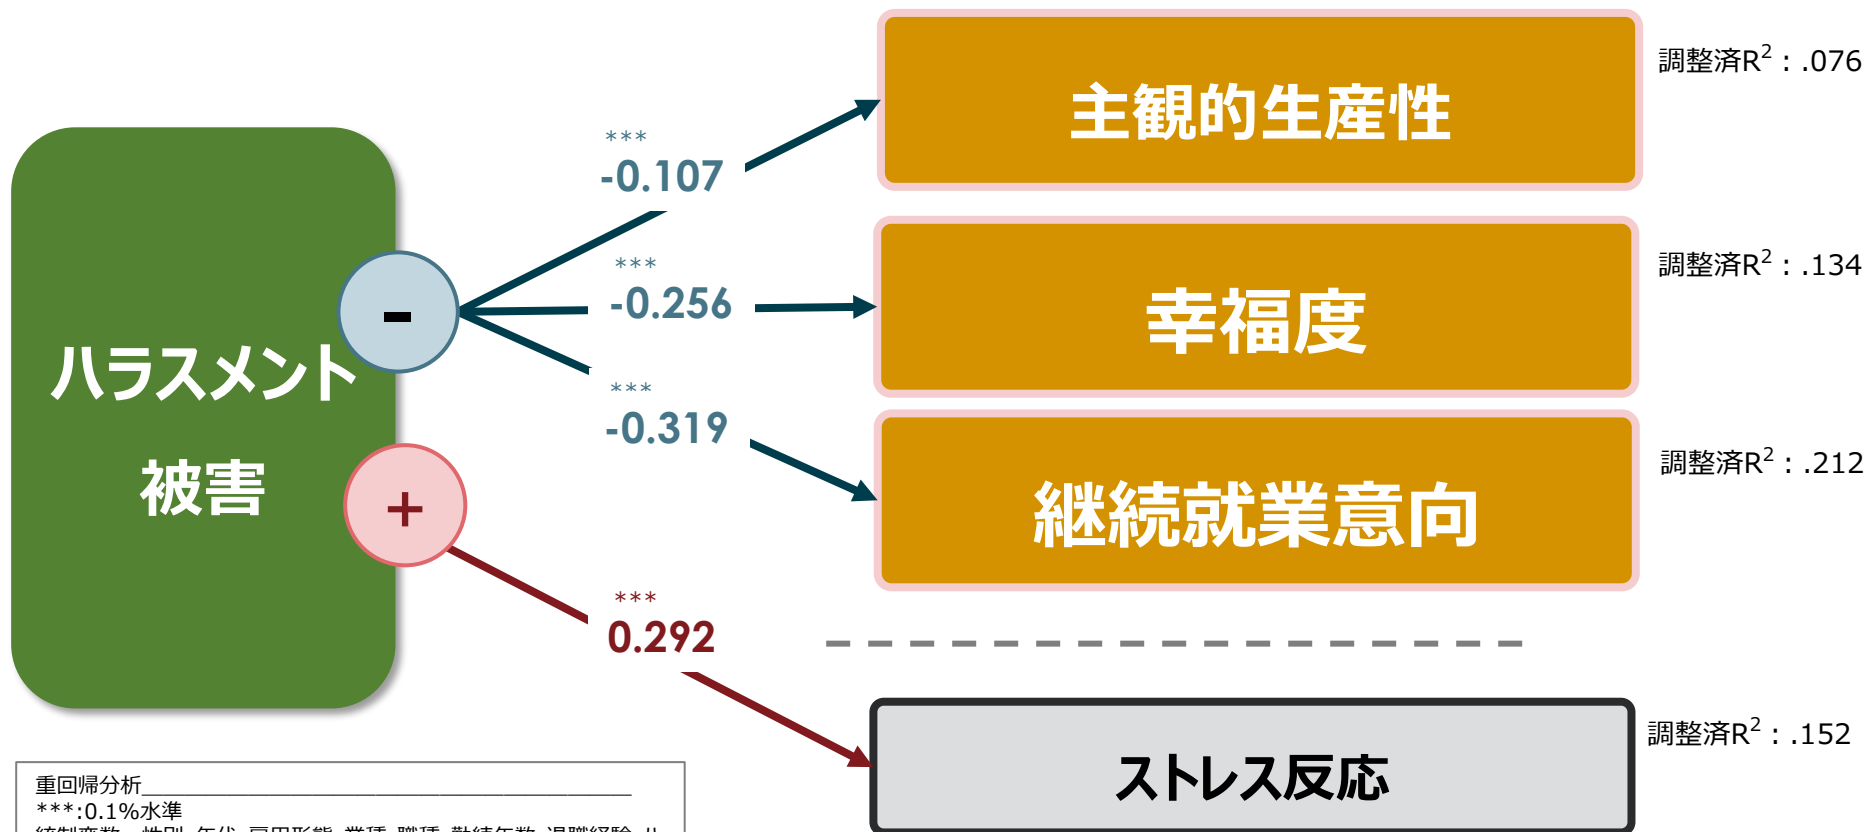 ハラスメント
被害
-
+
***
-0.107
***
-0.256
***
-0.319
***
0.292
主観的生産性
調整済R²：.076
幸福度
調整済R²：.134
継続就業意向
調整済R²：.212
ストレス反応
調整済R²：.152
重回帰分析
***:0.1%水準